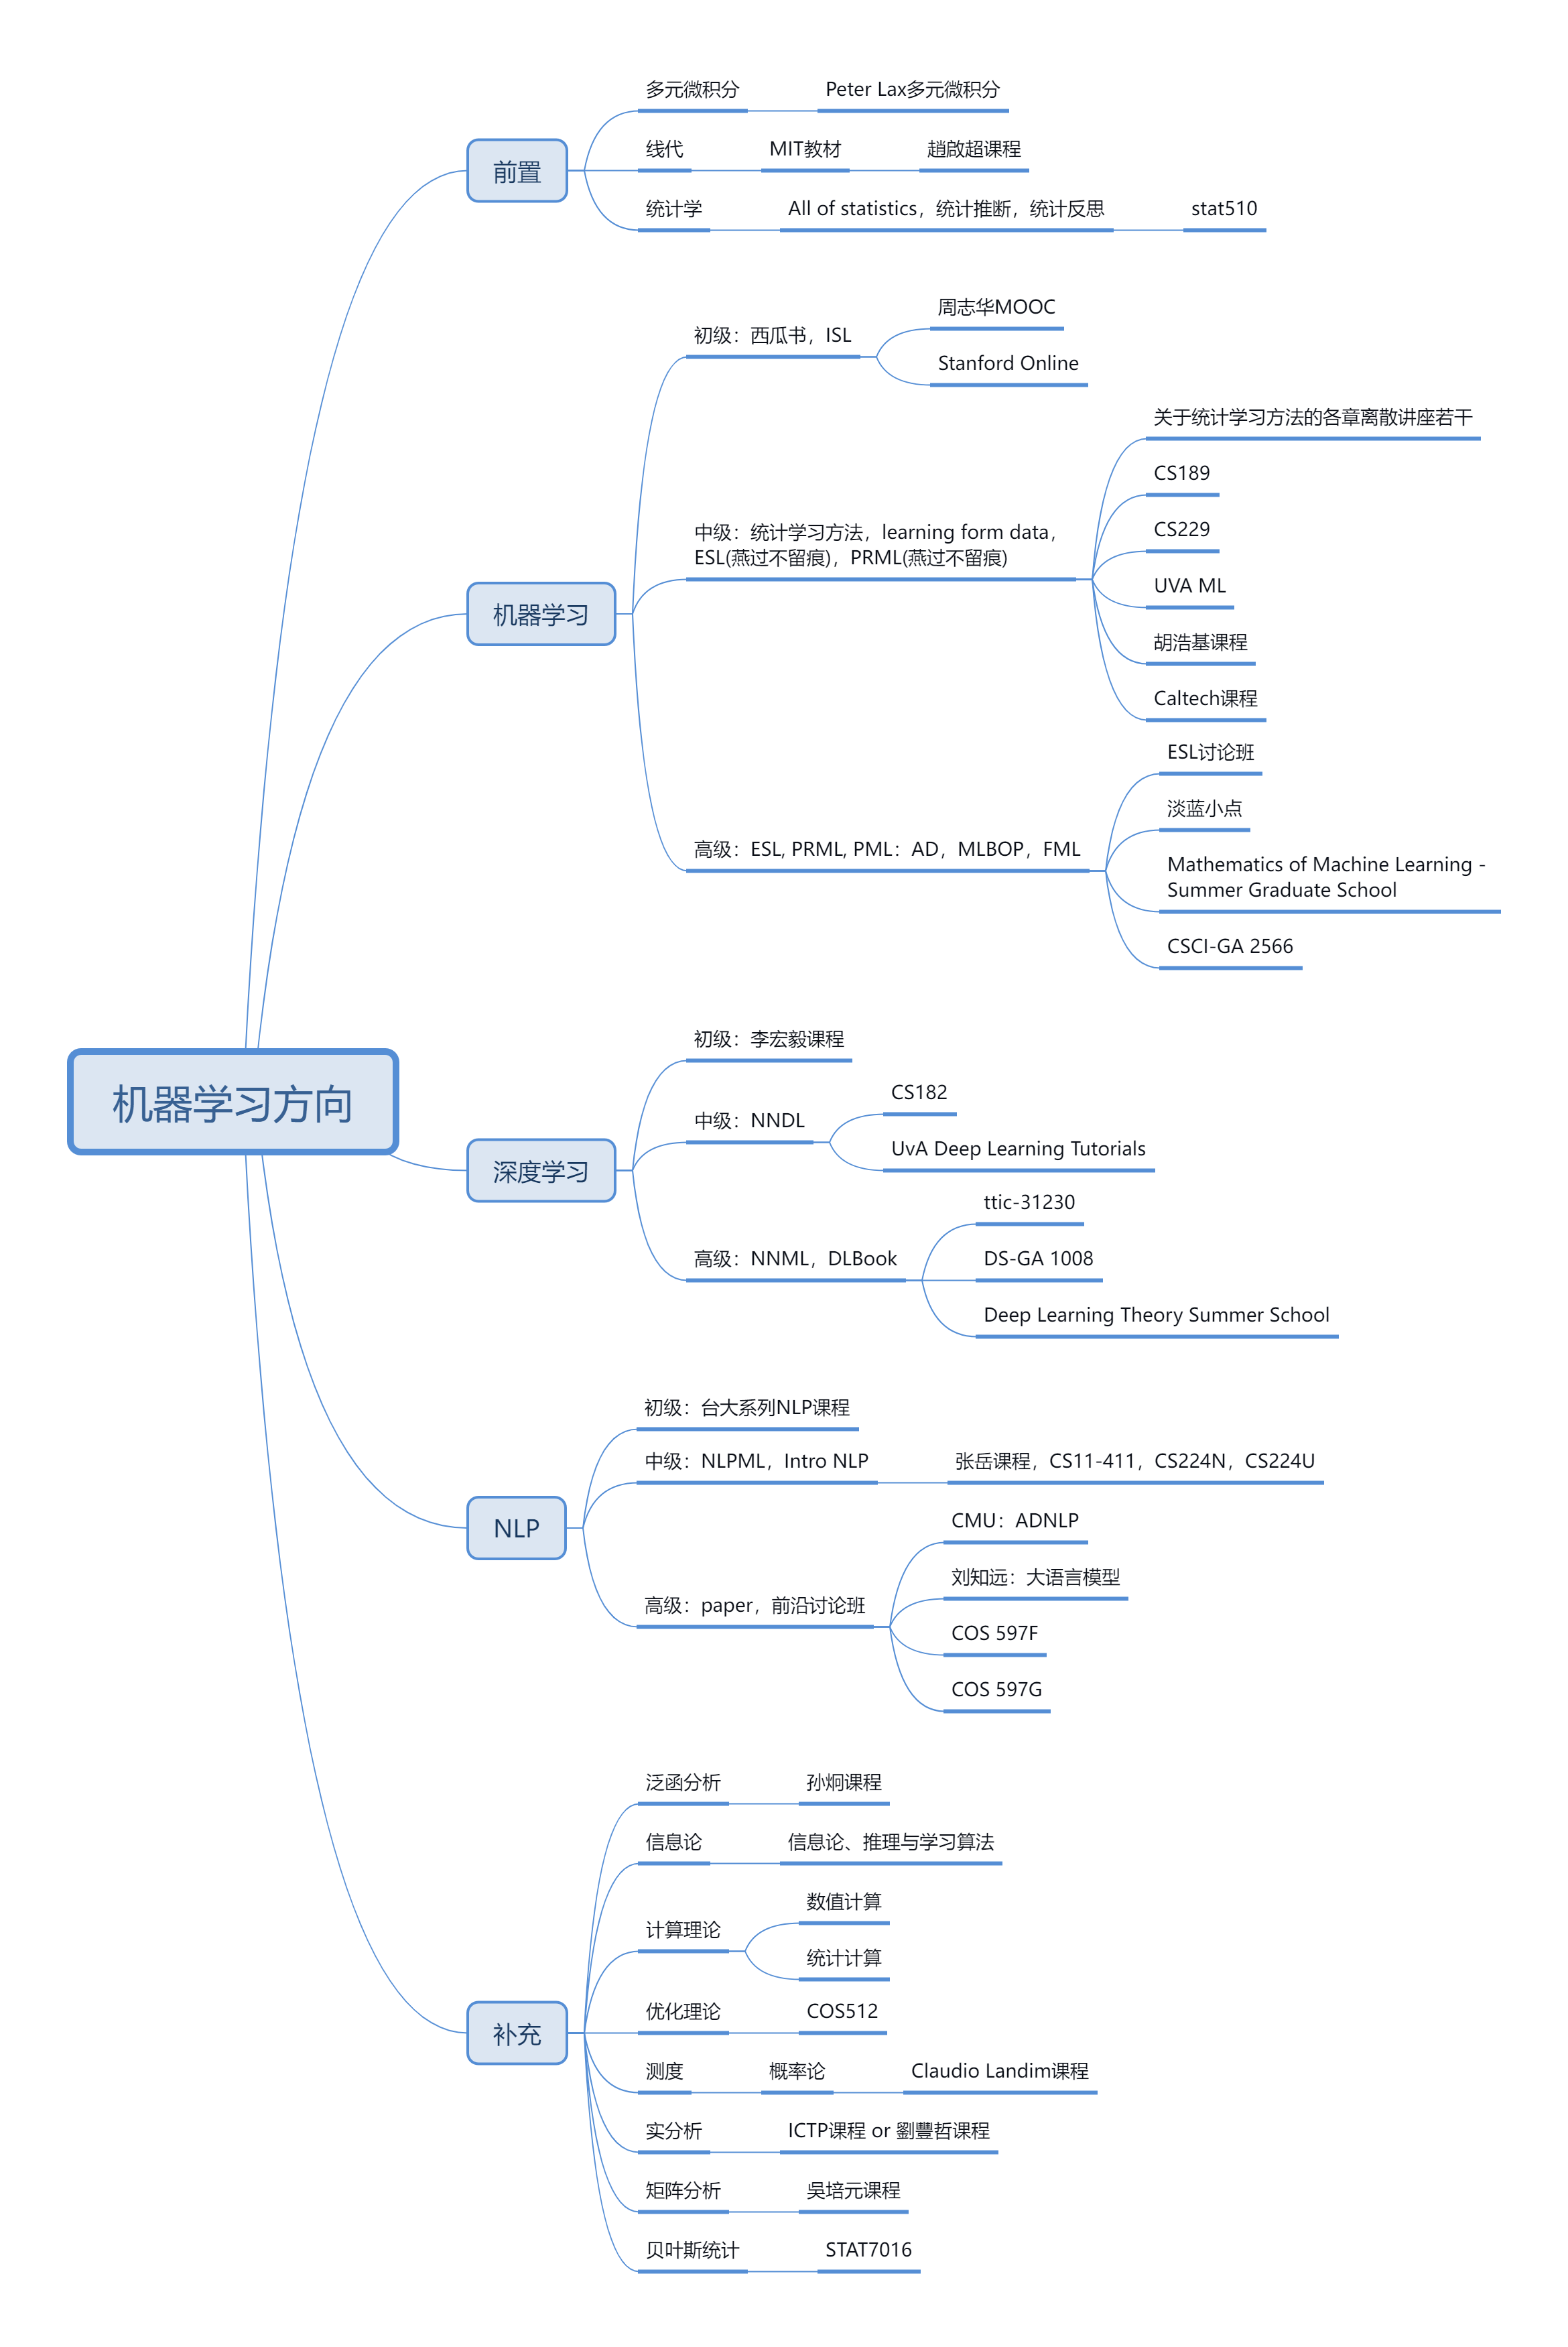 多元微积分
Peter Lax多元微积分
前置
线代
MIT教材
趙啟超课程
统计学
All of statistics，统计推断，统计反思
stat510
机器学习
初级：西瓜书，ISL
周志华MOOC
Stanford Online
中级：统计学习方法，learning form data，
ESL(燕过不留痕)，PRML(燕过不留痕)
关于统计学习方法的各章离散讲座若干
CS189
CS229
UVA ML
胡浩基课程
Caltech课程
高级：ESL, PRML, PML：AD，MLBOP，FML
ESL讨论班
淡蓝小点
Mathematics of Machine Learning -
Summer Graduate School
CSCI-GA 2566
机器学习方向
深度学习
初级：李宏毅课程
中级：NNDL
CS182
UvA Deep Learning Tutorials
高级：NNML，DLBook
ttic-31230
DS-GA 1008
Deep Learning Theory Summer School
NLP
初级：台大系列NLP课程
中级：NLPML，Intro NLP
张岳课程，CS11-411，CS224N，CS224U
高级：paper，前沿讨论班
CMU：ADNLP
刘知远：大语言模型
COS 597F
COS 597G
补充
泛函分析
孙炯课程
信息论
信息论、推理与学习算法
计算理论
数值计算
统计计算
优化理论
COS512
测度
概率论
Claudio Landim课程
实分析
ICTP课程 or 劉豐哲课程
矩阵分析
吳培元课程
贝叶斯统计
STAT7016